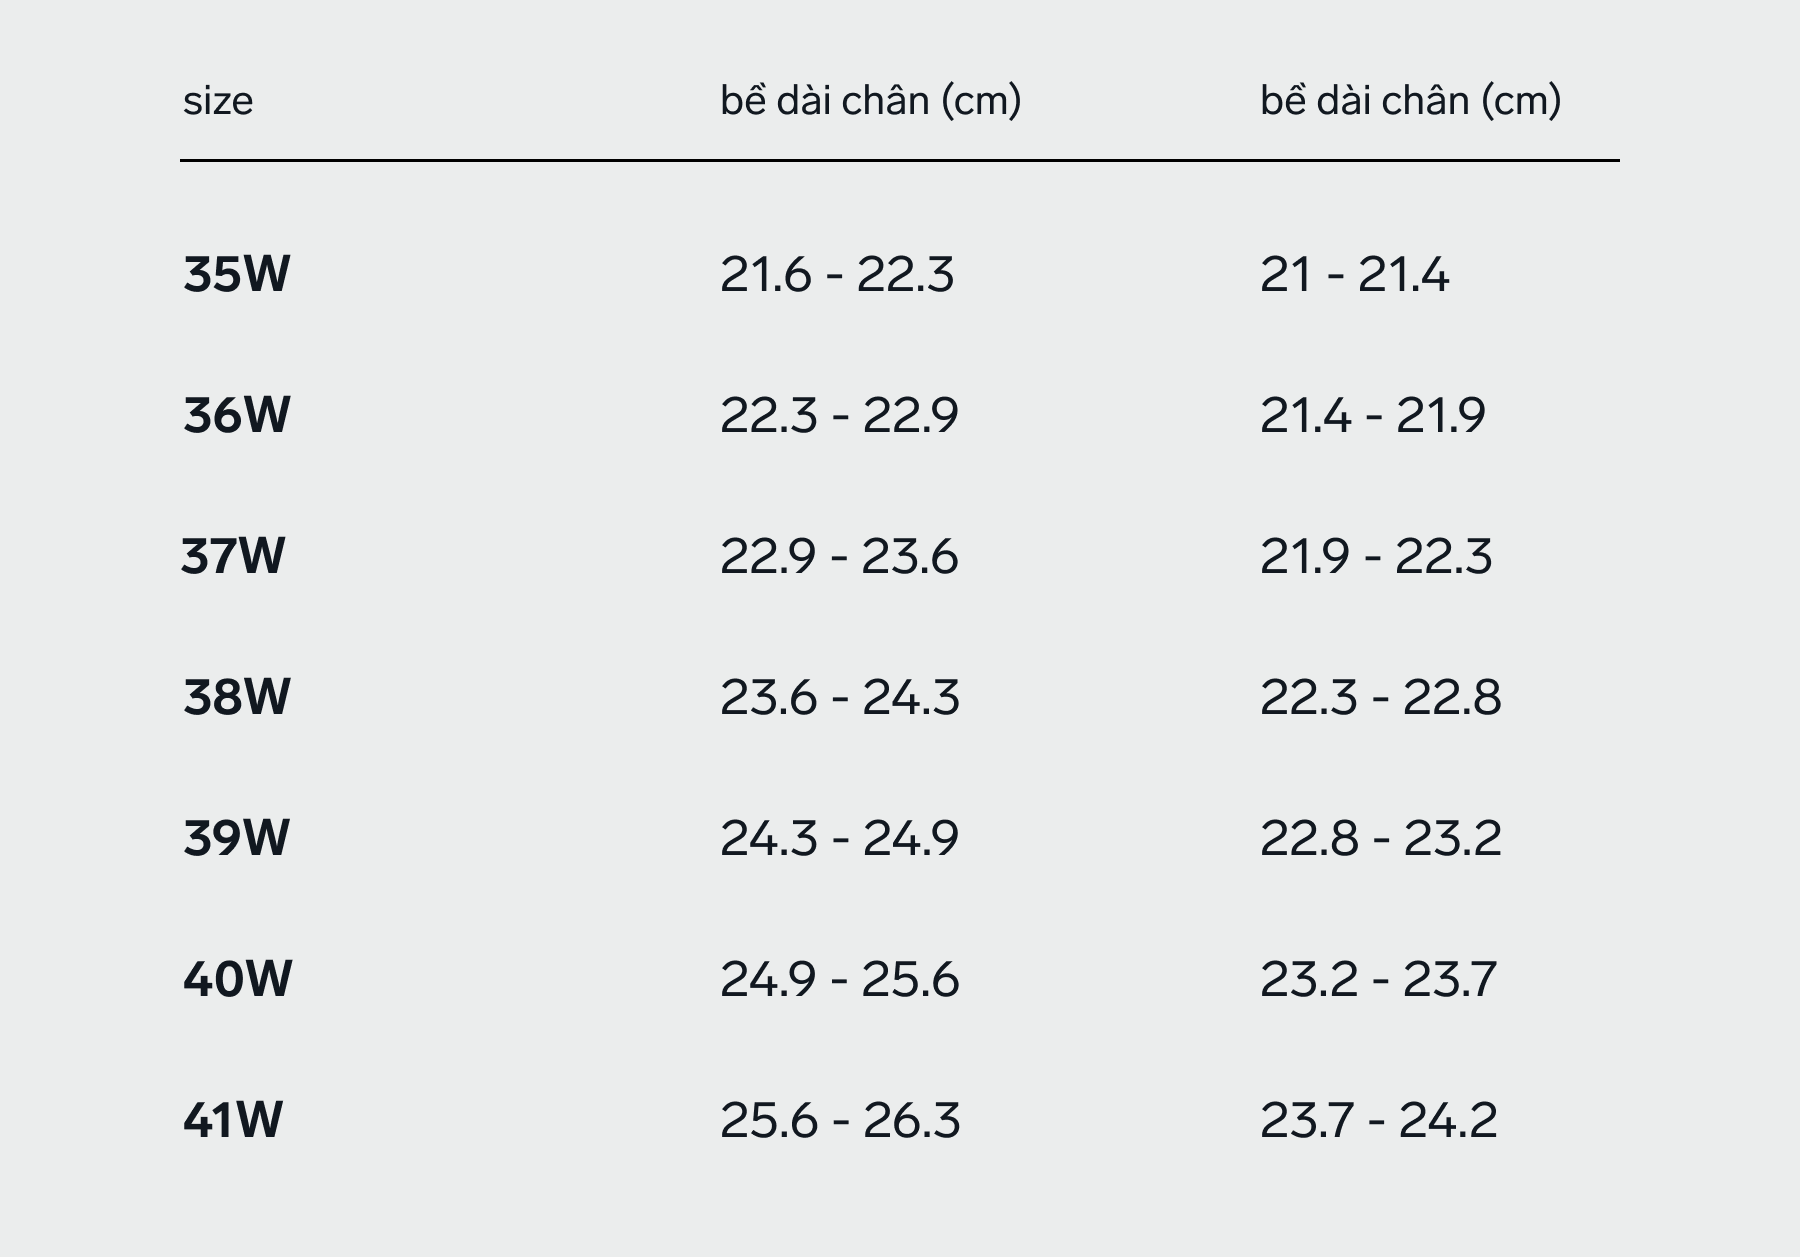 size bề dài chân (cm) bề dài chân (cm)
35W 21.6 - 22.3 21 - 21.4
36W 22.3 - 22.9 21.4 - 21.9
37W 22.9 - 23.6 21.9 - 22.3
38W 23.6 - 24.3 22.3 - 22.8
39W 24.3 - 24.9 22.8 - 23.2
40W 24.9 - 25.6 23.2 - 23.7
41W 25.6 - 26.3 23.7 - 24.2